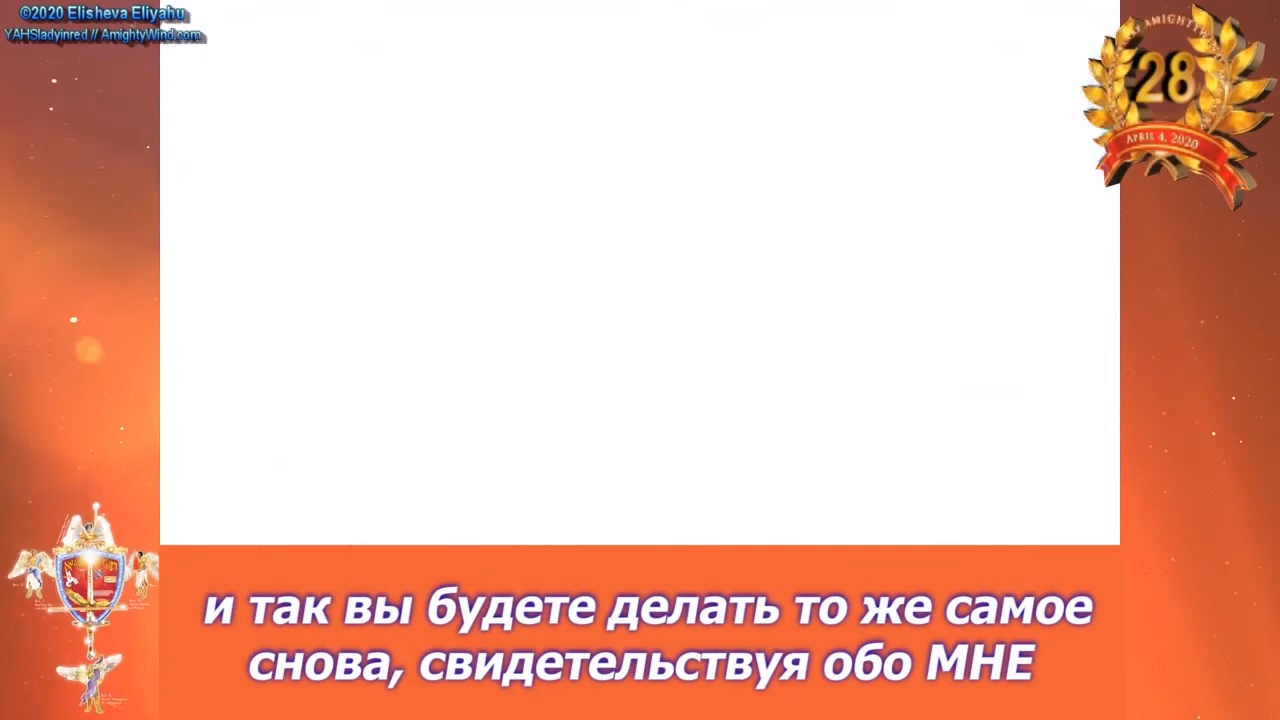 ©2020 Elisheva Eliyahu
YAHSladyinred // AmightyWind.com
AMIGHTYW
28
APRIL 4, 2020
и так вы будете делать то же самое
снова, свидетельствуя обо МНЕ